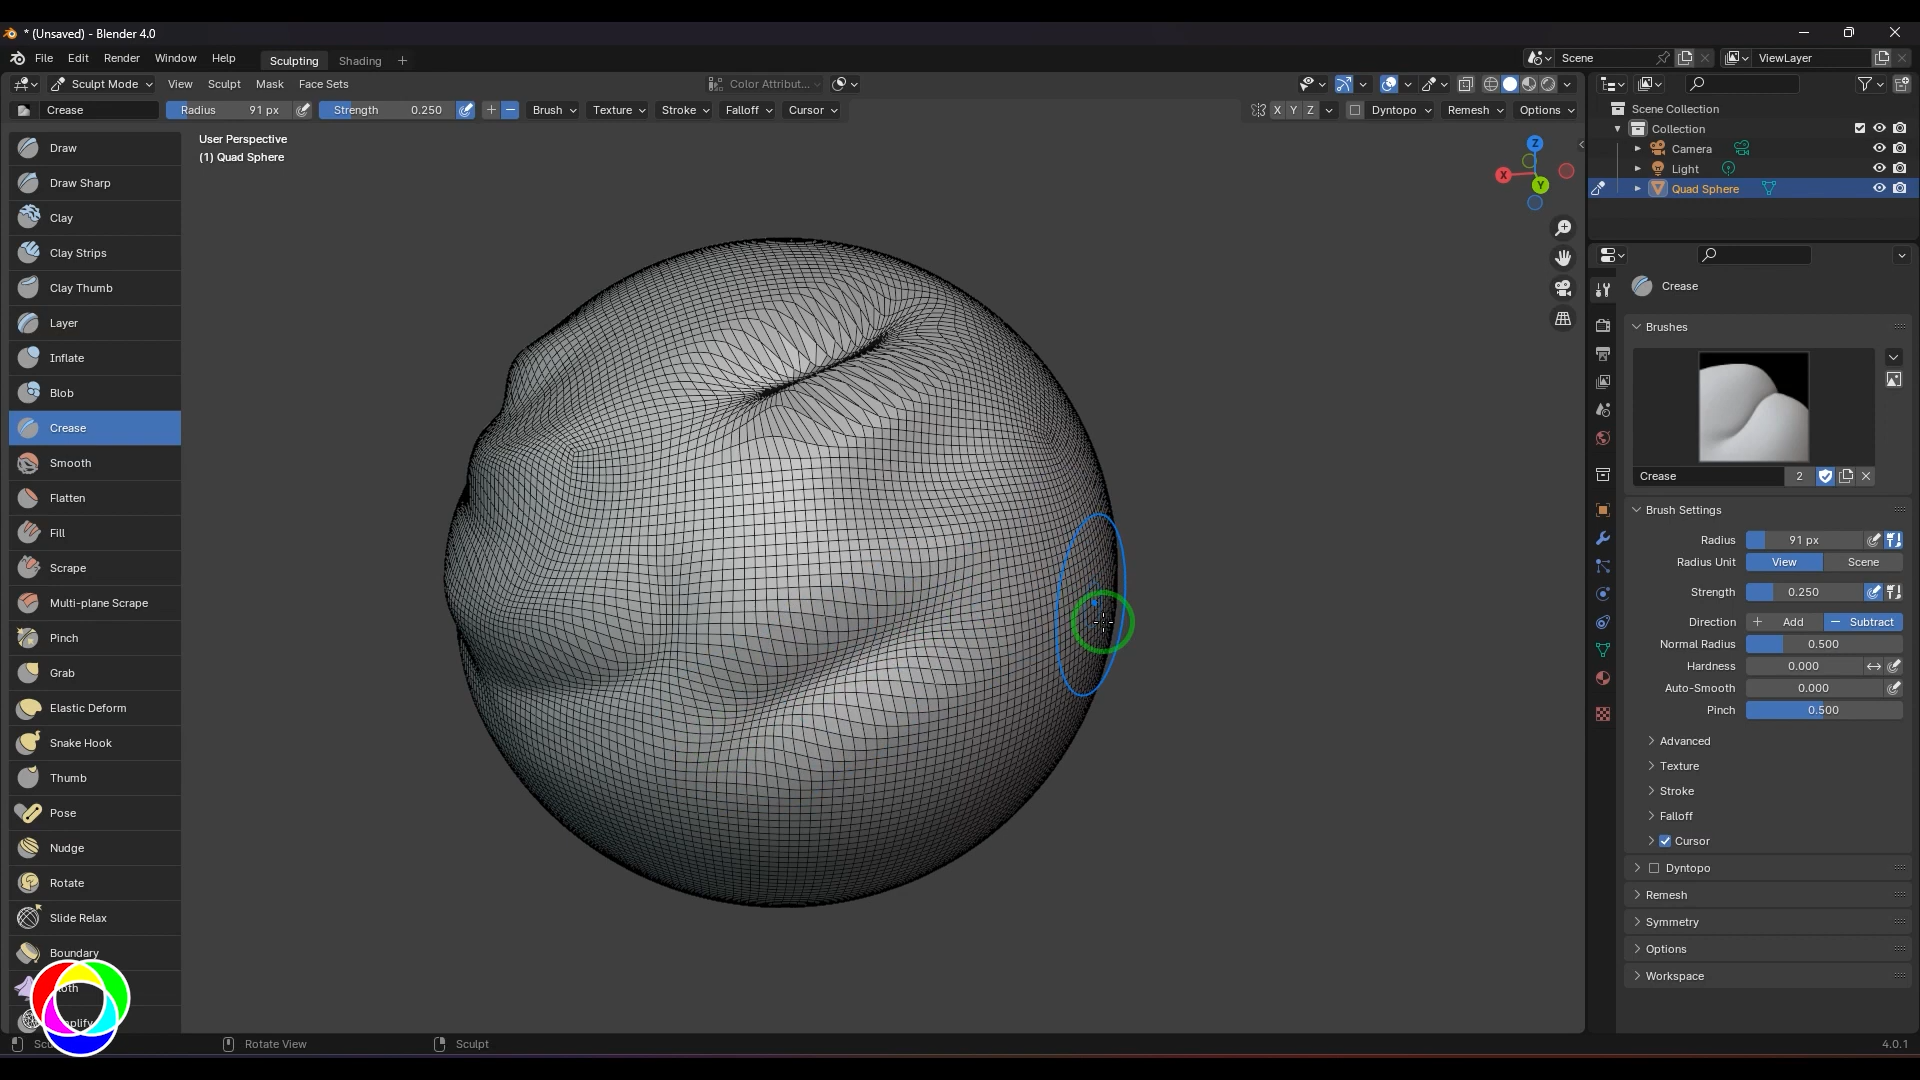 * (Unsaved) - Blender 4.0
File Edit Render Window Help Sculpting Shading + Scene ViewLayer
Sculpt Mode View Sculpt Mask Face Sets Color Attribut...
Crease Radius 91 px Strength 0.250 Brush Texture Stroke Falloff Cursor X Y Z Dyntopo Remesh Options
User Perspective
(1) Quad Sphere
Draw
Draw Sharp
Clay
Clay Strips
Clay Thumb
Layer
Inflate
Blob
Crease
Smooth
Flatten
Fill
Scrape
Multi-plane Scrape
Pinch
Grab
Elastic Deform
Snake Hook
Thumb
Pose
Nudge
Rotate
Slide Relax
Boundary
Z
X
Y
Scene Collection
Collection
Camera
Light
Quad Sphere
Crease
Brushes
Crease 2
Brush Settings
Radius 91 px
Radius Unit View Scene
Strength 0.250
Direction + Add − Subtract
Normal Radius 0.500
Hardness 0.000
Auto-Smooth 0.000
Pinch 0.500
Advanced
Texture
Stroke
Falloff
Cursor
Dyntopo
Remesh
Symmetry
Options
Workspace
Rotate View Sculpt 4.0.1